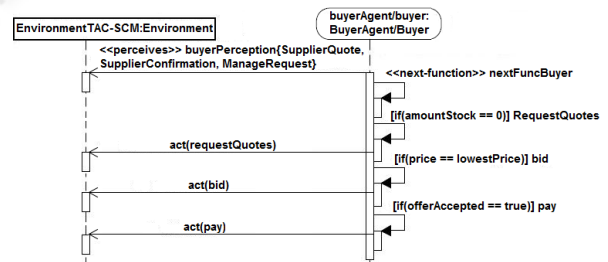 buyerAgent/buyer:
EnvironmentTAC-SCM:Environment
BuyerAgent/Buyer
<<perceives>> buyerPerception{SupplierQuote,
SupplierConfirmation, ManageRequest}
<<next-function>> nextFuncBuyer
[if(amountStock == 0)] RequestQuotes
act(requestQuotes)
[if(price == lowestPrice)] bid
act(bid)
[if(offerAccepted == true)] pay
act(pay)